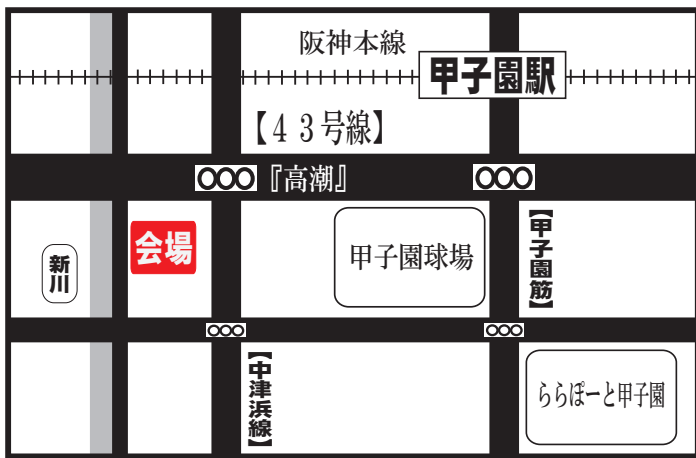 阪神本線
甲子園駅
【43号線】
『高潮』
新川
会場
甲子園球場
【甲子園筋】
【中津浜線】
ららぽーと甲子園